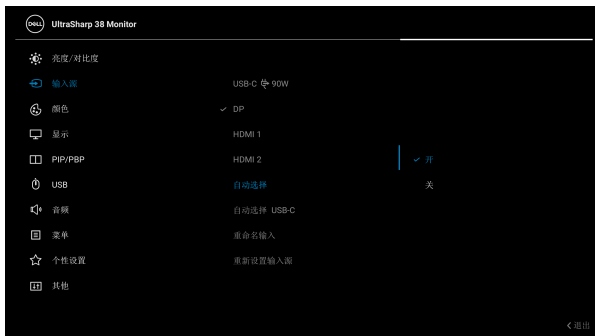 DELL UltraSharp 38 Monitor
亮度/对比度
输入源 USB-C 90W
颜色 DP
显示 HDMI 1
PIP/PBP HDMI 2 开
USB 自动选择 关
音频 自动选择 USB-C
菜单 重命名输入
个性设置 重新设置输入源
其他
退出